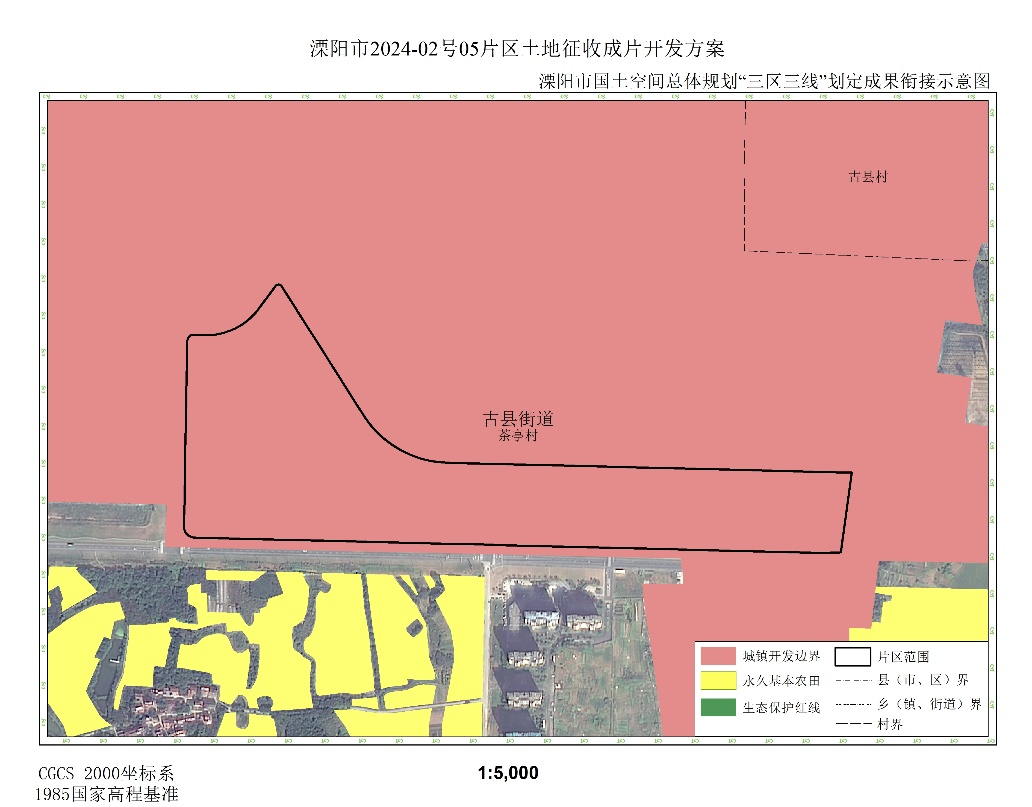 溧阳市2024-02号05片区土地征收成片开发方案
溧阳市国土空间总体规划“三区三线”划定成果衔接示意图
古县村
古县街道
茶亭村
城镇开发边界
片区范围
永久基本农田
县（市、区）界
生态保护红线
乡（镇、街道）界
村界
CGCS 2000坐标系
1:5,000
1985国家高程基准